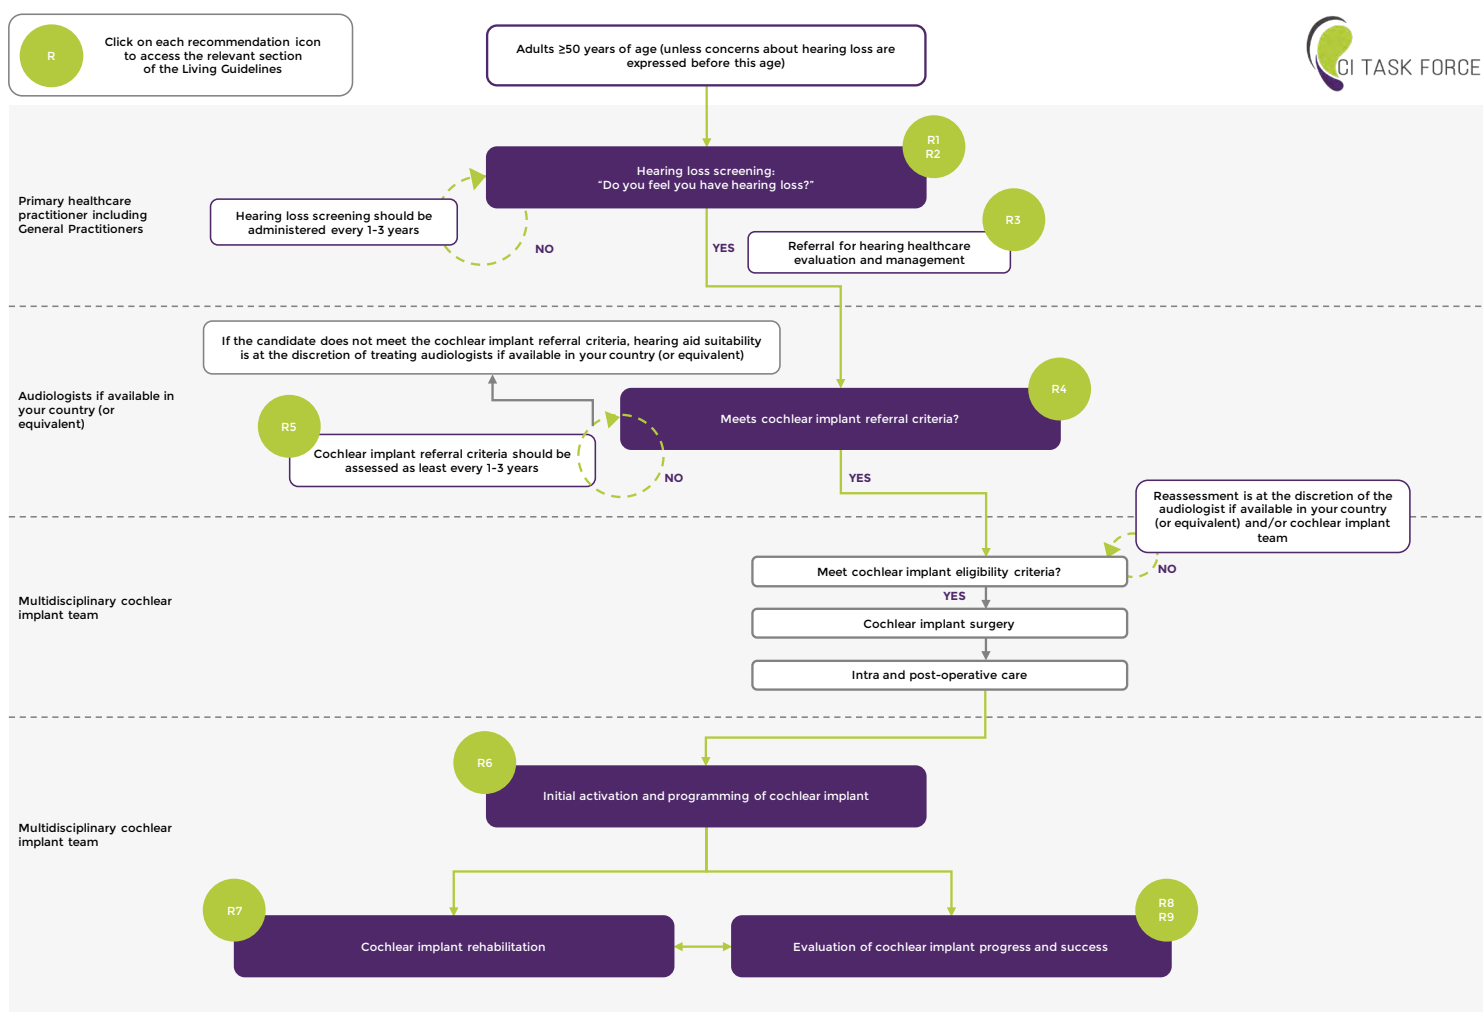 R
Click on each recommendation icon
to access the relevant section
of the Living Guidelines
Adults ≥50 years of age (unless concerns about hearing loss are
expressed before this age)
CI TASK FORCE
R1
R2
Hearing loss screening:
“Do you feel you have hearing loss?”
Primary healthcare
practitioner including
General Practitioners
Hearing loss screening should be
administered every 1-3 years
NO
YES
R3
Referral for hearing healthcare
evaluation and management
If the candidate does not meet the cochlear implant referral criteria, hearing aid suitability
is at the discretion of treating audiologists if available in your country (or equivalent)
Audiologists if available in
your country (or
equivalent)
R4
Meets cochlear implant referral criteria?
R5
Cochlear implant referral criteria should be
assessed as least every 1-3 years
NO
YES
Reassessment is at the discretion of the
audiologist if available in your country
(or equivalent) and/or cochlear implant
team
Meet cochlear implant eligibility criteria?
NO
YES
Multidisciplinary cochlear
implant team
Cochlear implant surgery
Intra and post-operative care
R6
Initial activation and programming of cochlear implant
Multidisciplinary cochlear
implant team
R7
Cochlear implant rehabilitation
R8
R9
Evaluation of cochlear implant progress and success